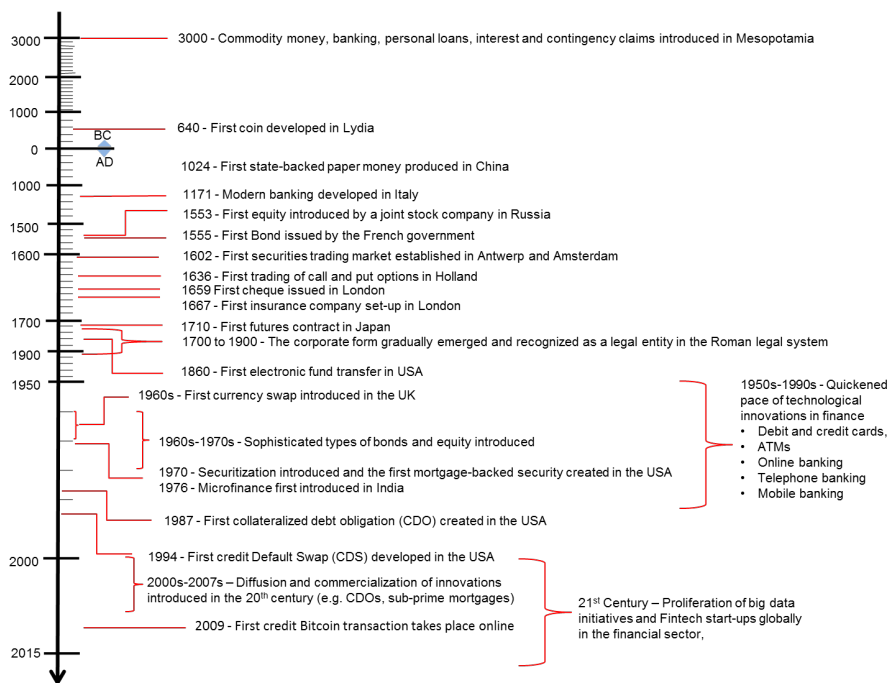 3000
3000 - Commodity money, banking, personal loans, interest and contingency claims introduced in Mesopotamia
2000
1000
640 - First coin developed in Lydia
BC
0
AD
1024 - First state-backed paper money produced in China
1000
1171 - Modern banking developed in Italy
1553 - First equity introduced by a joint stock company in Russia
1500
1555 - First Bond issued by the French government
1600
1602 - First securities trading market established in Antwerp and Amsterdam
1636 - First trading of call and put options in Holland
1659 First cheque issued in London
1667 - First insurance company set-up in London
1700
1710 - First futures contract in Japan
1700 to 1900 - The corporate form gradually emerged and recognized as a legal entity in the Roman legal system
1900
1860 - First electronic fund transfer in USA
1950
1960s - First currency swap introduced in the UK
1960s-1970s - Sophisticated types of bonds and equity introduced
1970 - Securitization introduced and the first mortgage-backed security created in the USA
1976 - Microfinance first introduced in India
1950s-1990s - Quickened
pace of technological
innovations in finance
• Debit and credit cards,
• ATMs
• Online banking
• Telephone banking
• Mobile banking
1987 - First collateralized debt obligation (CDO) created in the USA
1994 - First credit Default Swap (CDS) developed in the USA
2000
2000s-2007s – Diffusion and commercialization of innovations
introduced in the 20th century (e.g. CDOs, sub-prime mortgages)
21st Century – Proliferation of big data
initiatives and Fintech start-ups globally
in the financial sector,
2009 - First credit Bitcoin transaction takes place online
2015